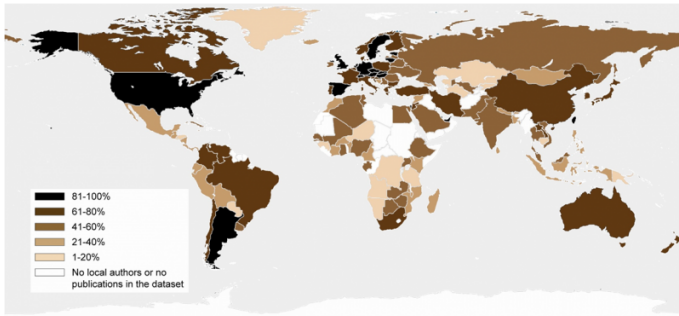 81-100%
61-80%
41-60%
21-40%
1-20%
No local authors or no
publications in the dataset